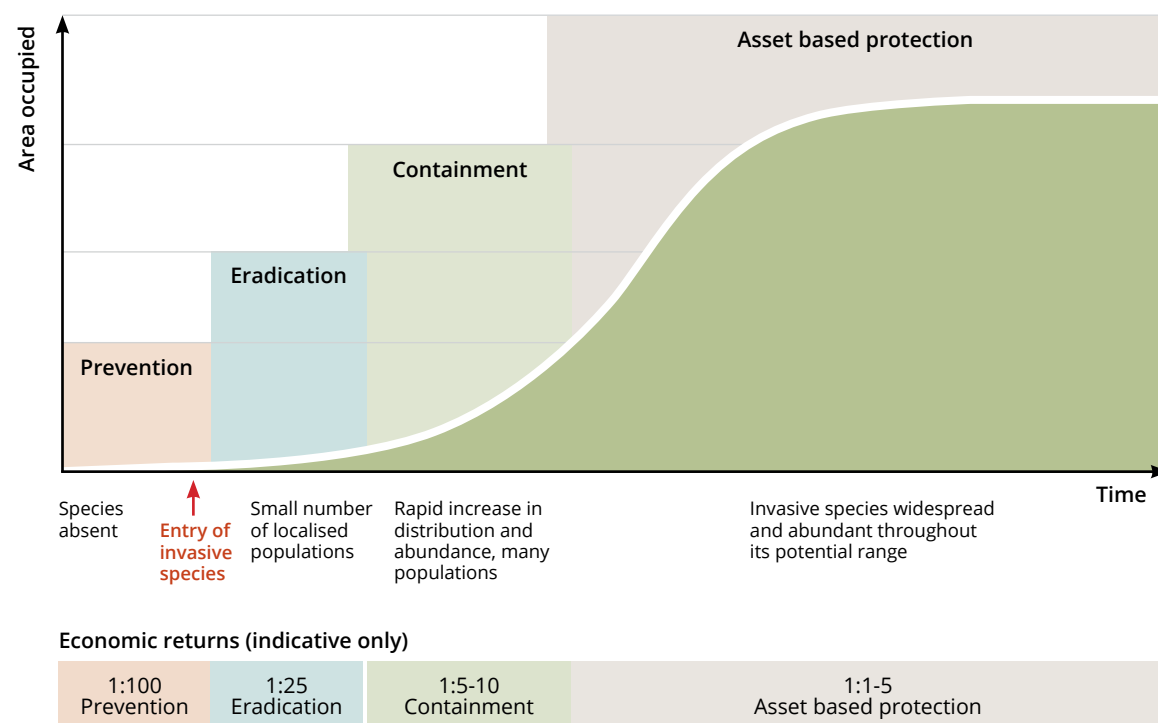 Area occupied
Asset based protection
Containment
Eradication
Prevention
Time
Species
absent
Entry of
invasive
species
Small number
of localised
populations
Rapid increase in
distribution and
abundance, many
populations
Invasive species widespread
and abundant throughout
its potential range
Economic returns (indicative only)
1:100
Prevention
1:25
Eradication
1:5-10
Containment
1:1-5
Asset based protection